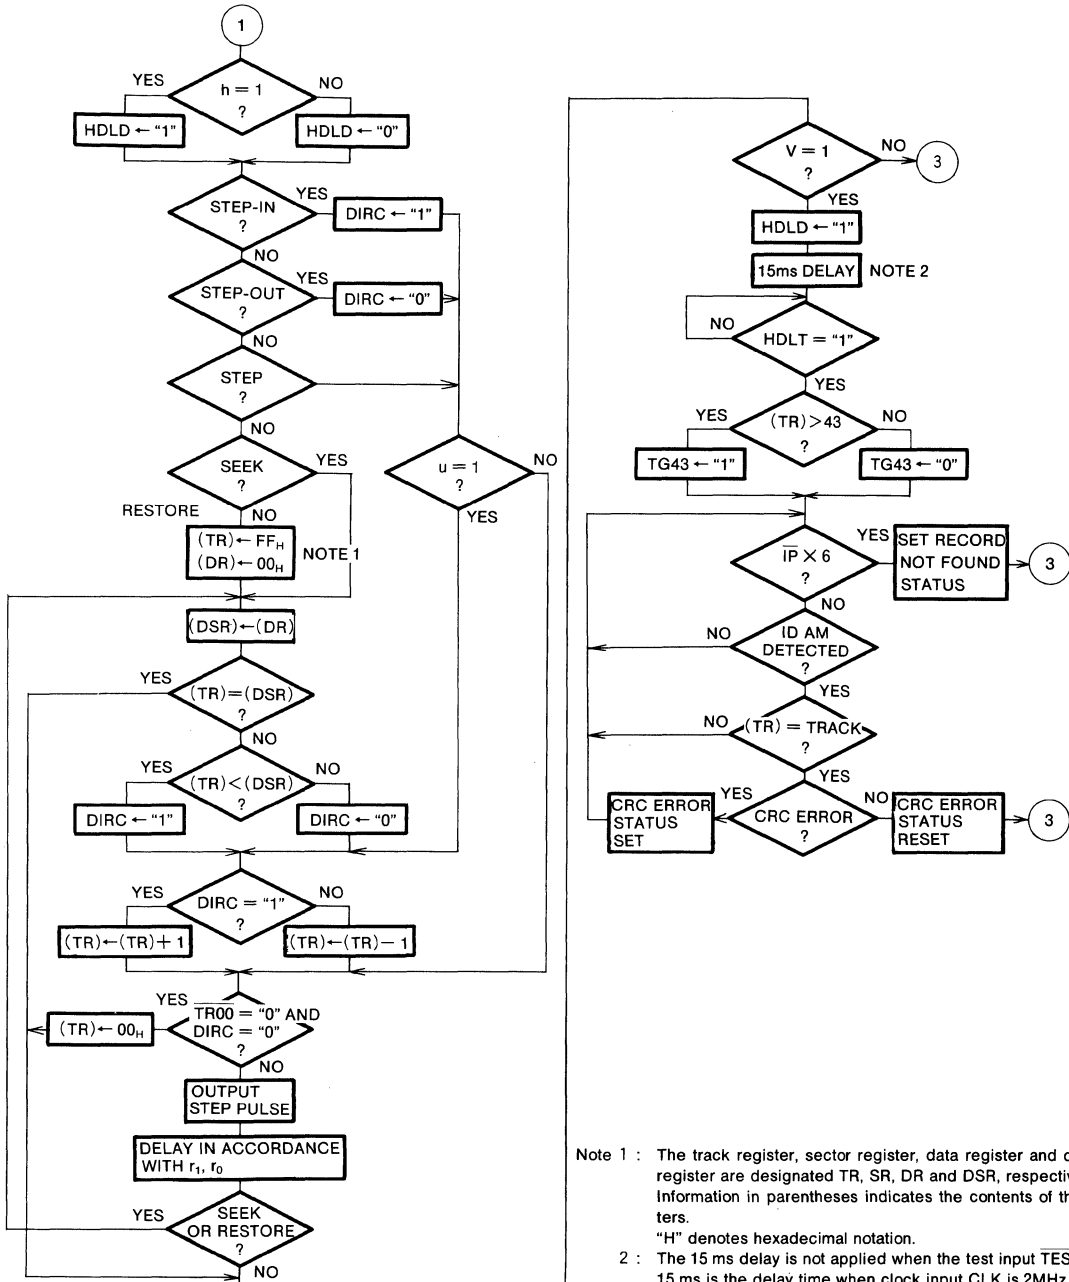 1
h = 1
?
YES
NO
HDLD ← “1”
HDLD ← “0”
STEP-IN
?
YES
DIRC ← “1”
NO
STEP-OUT
?
YES
DIRC ← “0”
NO
STEP
?
NO
SEEK
?
YES
u = 1
?
NO
YES
RESTORE
NO
(TR)←FFH
(DR)←00H
NOTE 1
(DSR)←(DR)
YES
(TR)=(DSR)
?
NO
YES
(TR)<(DSR)
?
NO
DIRC ← “1”
DIRC ← “0”
YES
DIRC = “1”
?
NO
(TR)←(TR)+1
(TR)←(TR)−1
YES
T̅R̅0̅0̅ = “0” AND
DIRC = “0”
?
(TR)←00H
NO
OUTPUT
STEP PULSE
DELAY IN ACCORDANCE
WITH r1, r0
YES
SEEK
OR RESTORE
?
NO
V = 1
?
NO
3
YES
HDLD ← “1”
15ms DELAY
NOTE 2
NO
HDLT = “1”
YES
YES
(TR)>43
?
NO
TG43 ← “1”
TG43 ← “0”
I̅P̅ × 6
?
YES
SET RECORD
NOT FOUND
STATUS
3
NO
NO
ID AM
DETECTED
?
YES
NO
(TR) = TRACK
?
YES
CRC ERROR
STATUS
SET
YES
CRC ERROR
?
NO
CRC ERROR
STATUS
RESET
3
Note 1 : The track register, sector register, data register and
register are designated TR, SR, DR and DSR,
Information in parentheses indicates the contents of
ters.
“H” denotes hexadecimal notation.
2 : The 15 ms delay is not applied when the test input
15 ms is the delay time when clock input CLK is 2MHz